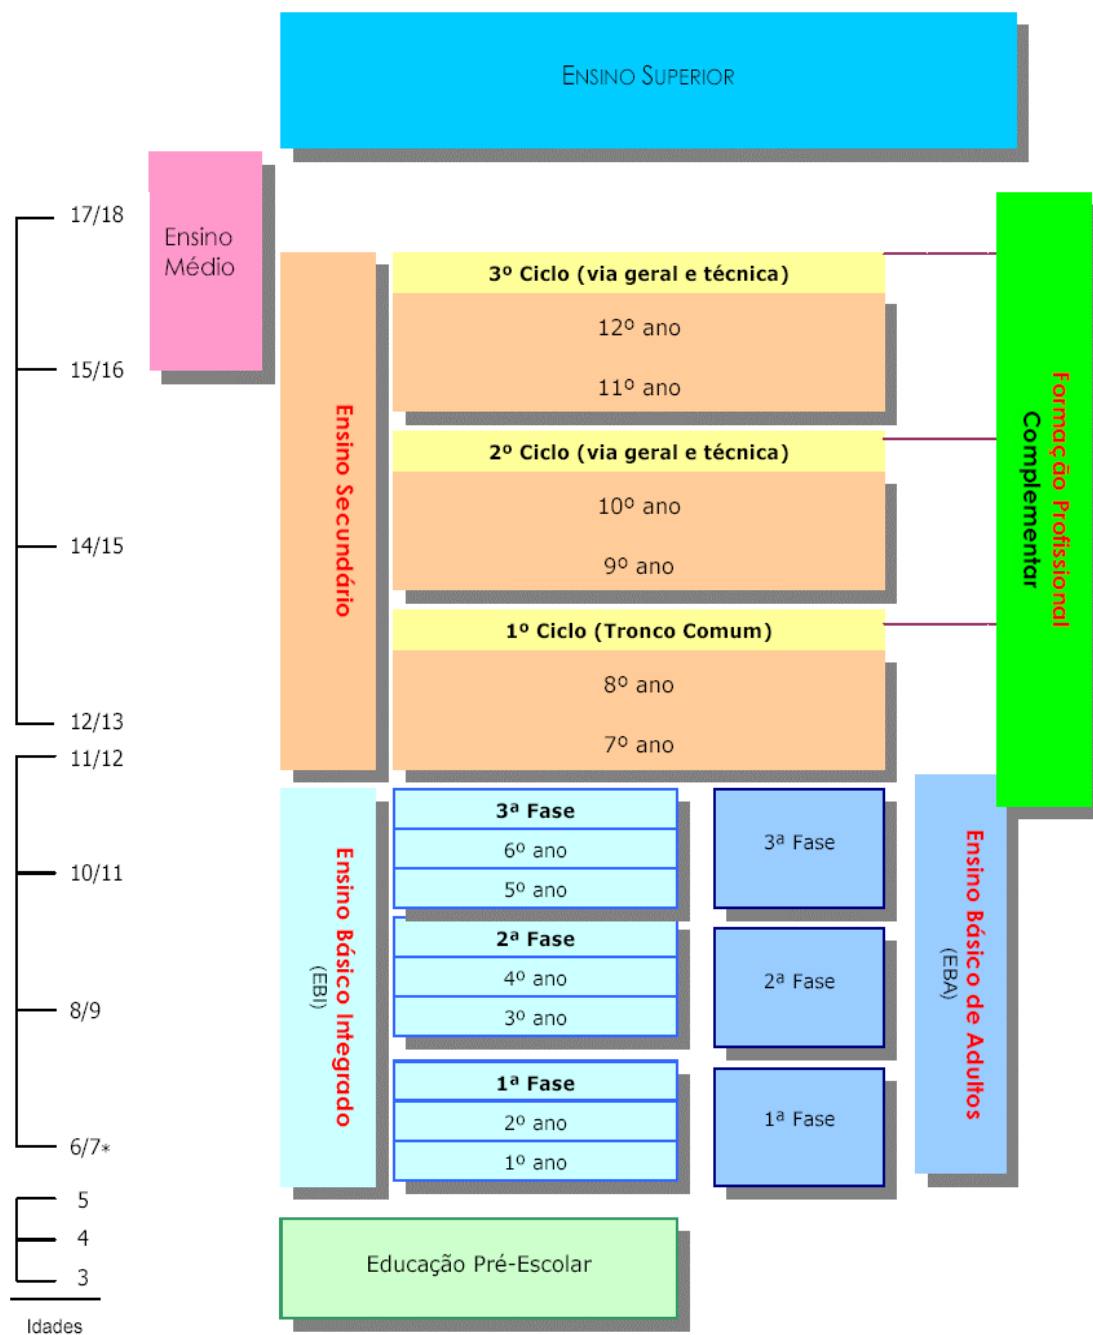 ENSINO SUPERIOR
17/18
Ensino
Médio
3º Ciclo (via geral e técnica)
12º ano
15/16
11º ano
Ensino Secundário
Formação Profissional
Complementar
2º Ciclo (via geral e técnica)
10º ano
14/15
9º ano
1º Ciclo (Tronco Comum)
8º ano
12/13
7º ano
11/12
3ª Fase
6º ano
5º ano
3ª Fase
10/11
Ensino Básico Integrado
(EBI)
Ensino Básico de Adultos
(EBA)
2ª Fase
4º ano
3º ano
2ª Fase
8/9
1ª Fase
2º ano
1º ano
1ª Fase
6/7*
5
4
3
Educação Pré-Escolar
Idades